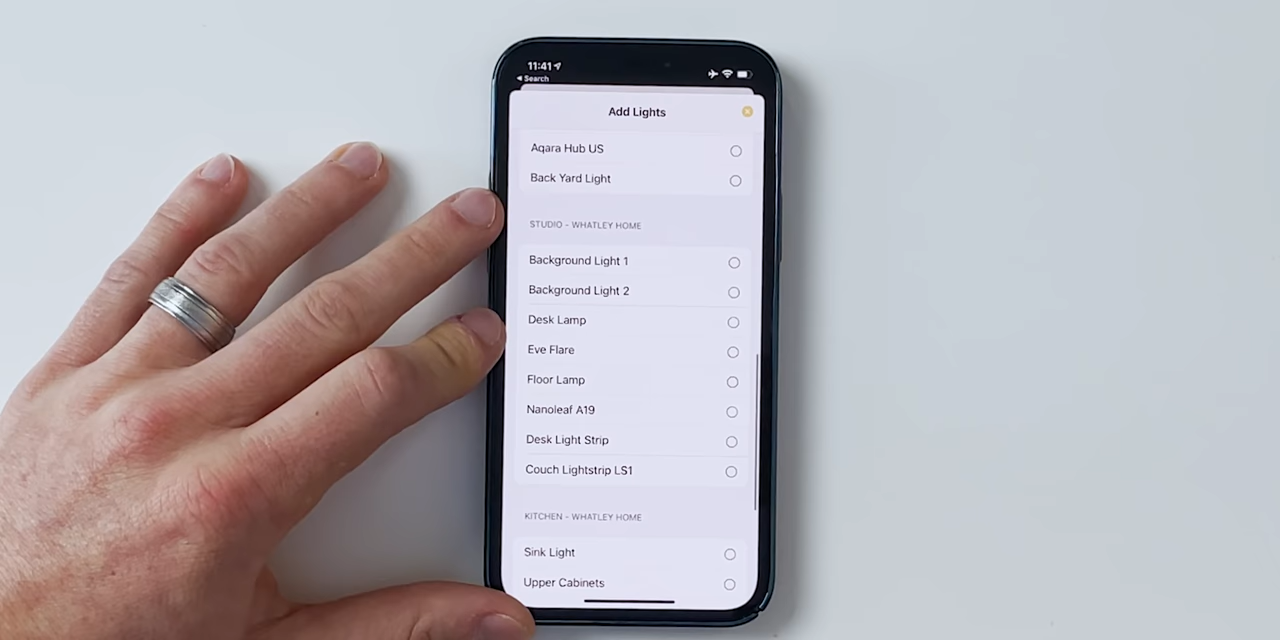 11:41
Search
Add Lights
Aqara Hub US
Back Yard Light
STUDIO - WHATLEY HOME
Background Light 1
Background Light 2
Desk Lamp
Eve Flare
Floor Lamp
Nanoleaf A19
Desk Light Strip
Couch Lightstrip LS1
KITCHEN - WHATLEY HOME
Sink Light
Upper Cabinets